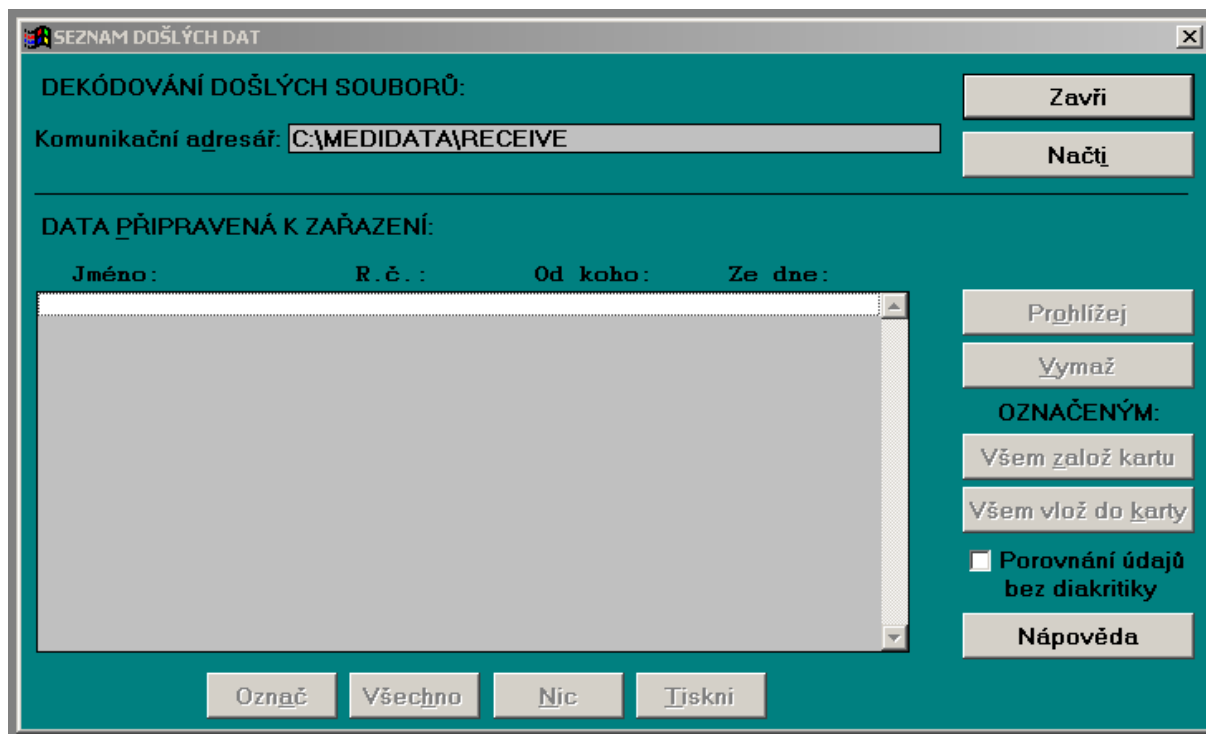 SEZNAM DOŠLÝCH DAT
DEKÓDOVÁNÍ DOŠLÝCH SOUBORŮ:
Zavři
Komunikační adresář: C:\MEDIDATA\RECEIVE
Načti
DATA PŘIPRAVENÁ K ZAŘAZENÍ:
Jméno: R.č.: Od koho: Ze dne:
Prohlížej
Vymaž
OZNAČENÝM:
Všem založ kartu
Všem vlož do karty
Porovnání údajů
bez diakritiky
Nápověda
Označ Všechno Nic Tiskni